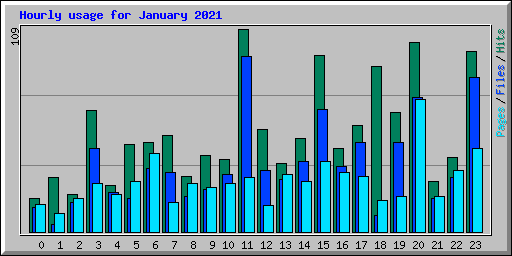 Hourly usage for January 2021
109
Pages/Files/Hits
0 1 2 3 4 5 6 7 8 9 10 11 12 13 14 15 16 17 18 19 20 21 22 23